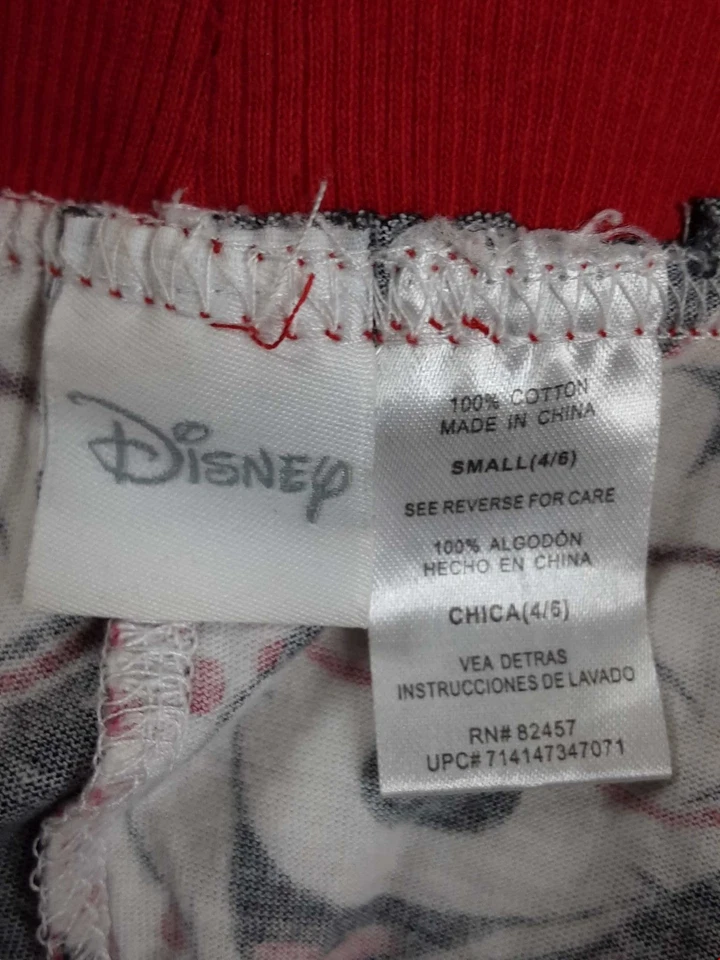 Disney
100% COTTON
MADE IN CHINA
SMALL(4/6)
SEE REVERSE FOR CARE
100% ALGODÓN
HECHO EN CHINA
CHICA(4/6)
VEA DETRAS
INSTRUCCIONES DE LAVADO
RN# 82457
UPC# 714147347071